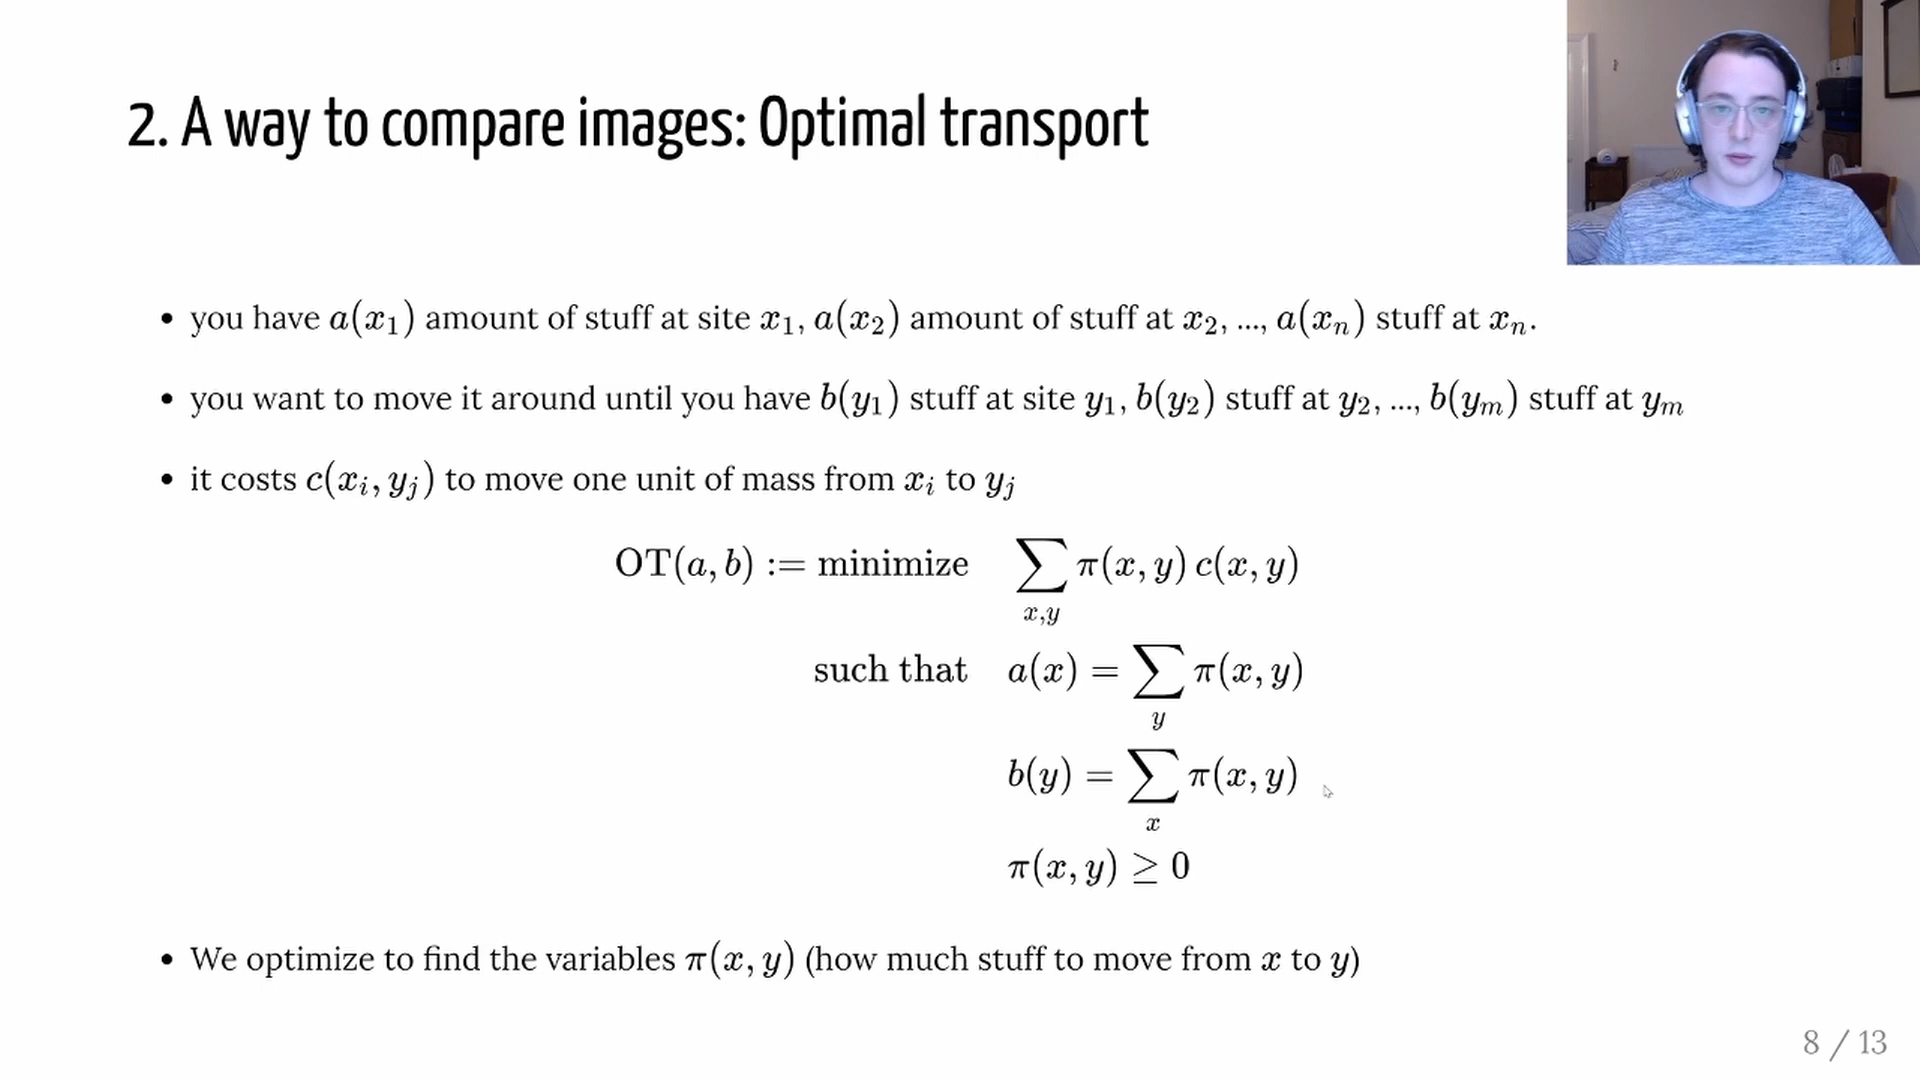 2. A way to compare images: Optimal transport
• you have a(x₁) amount of stuff at site x₁, a(x₂) amount of stuff at x₂, ..., a(xₙ) stuff at xₙ.
• you want to move it around until you have b(y₁) stuff at site y₁, b(y₂) stuff at y₂, ..., b(yₘ) stuff at yₘ
• it costs c(xᵢ, yⱼ) to move one unit of mass from xᵢ to yⱼ
OT(a, b) := minimize ∑_{x,y} π(x, y) c(x, y)
such that a(x) = ∑_y π(x, y)
b(y) = ∑_x π(x, y)
π(x, y) ≥ 0
• We optimize to find the variables π(x, y) (how much stuff to move from x to y)
8 / 13